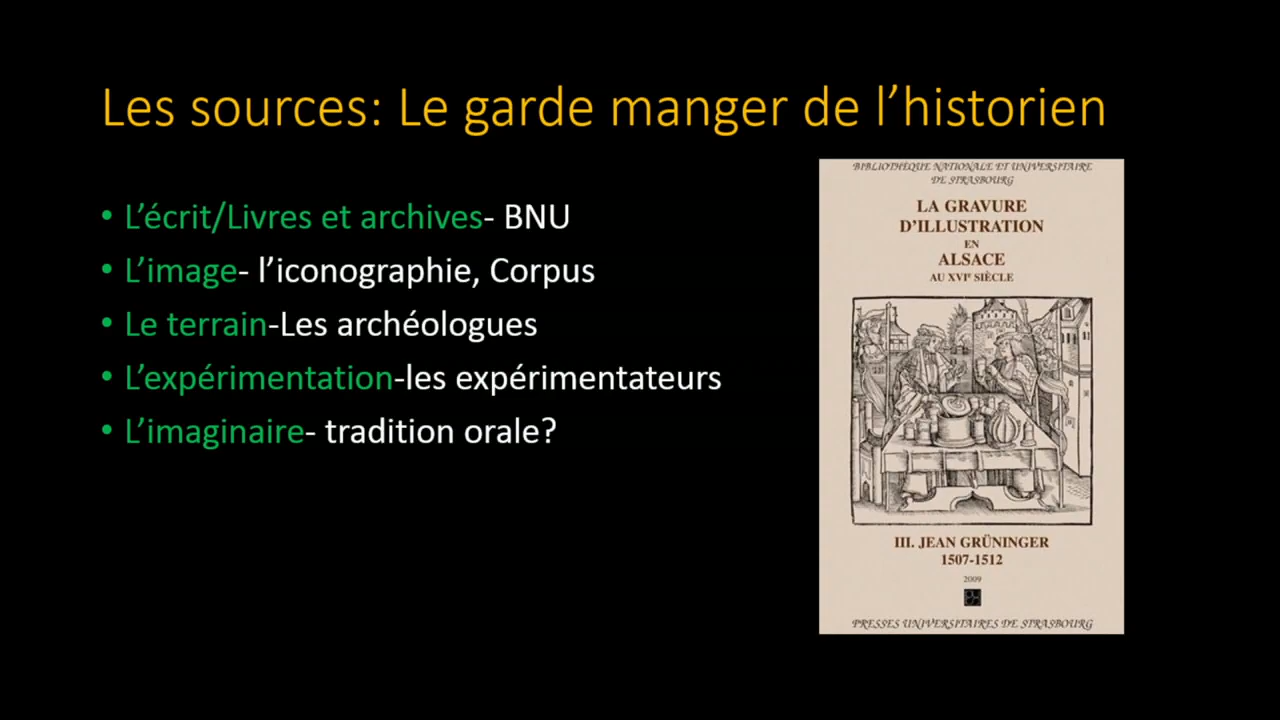 Les sources: Le garde manger de l’historien
• L’écrit/Livres et archives- BNU
• L’image- l’iconographie, Corpus
• Le terrain-Les archéologues
• L’expérimentation-les expérimentateurs
• L’imaginaire- tradition orale?
BIBLIOTHÈQUE NATIONALE ET UNIVERSITAIRE
DE STRASBOURG
LA GRAVURE
D’ILLUSTRATION
EN
ALSACE
AU XVIᵉ SIÈCLE
III. JEAN GRÜNINGER
1507-1512
2009
PRESSES UNIVERSITAIRES DE STRASBOURG